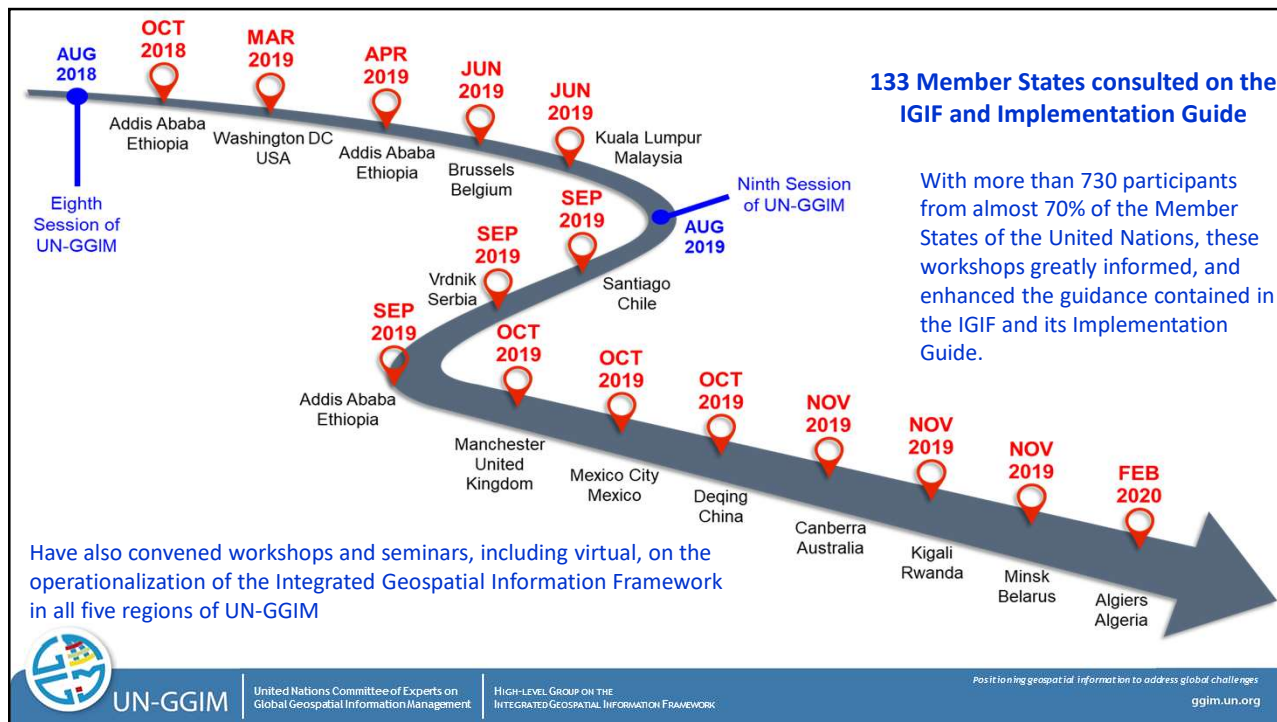 AUG
2018
Eighth
Session of
UN-GGIM
OCT
2018
Addis Ababa
Ethiopia
MAR
2019
Washington DC
USA
APR
2019
Addis Ababa
Ethiopia
JUN
2019
Brussels
Belgium
JUN
2019
Kuala Lumpur
Malaysia
Ninth Session
of UN-GGIM
AUG
2019
SEP
2019
Santiago
Chile
SEP
2019
Vrdnik
Serbia
SEP
2019
Addis Ababa
Ethiopia
OCT
2019
Manchester
United
Kingdom
OCT
2019
Mexico City
Mexico
OCT
2019
Deqing
China
NOV
2019
Canberra
Australia
NOV
2019
Kigali
Rwanda
NOV
2019
Minsk
Belarus
FEB
2020
Algiers
Algeria
133 Member States consulted on the
IGIF and Implementation Guide
With more than 730 participants
from almost 70% of the Member
States of the United Nations, these
workshops greatly informed, and
enhanced the guidance contained in
the IGIF and its Implementation
Guide.
Have also convened workshops and seminars, including virtual, on the
operationalization of the Integrated Geospatial Information Framework
in all five regions of UN-GGIM
UN-GGIM
United Nations Committee of Experts on
Global Geospatial Information Management
HIGH-LEVEL GROUP ON THE
INTEGRATED GEOSPATIAL INFORMATION FRAMEWORK
Positioning geospatial information to address global challenges
ggim.un.org